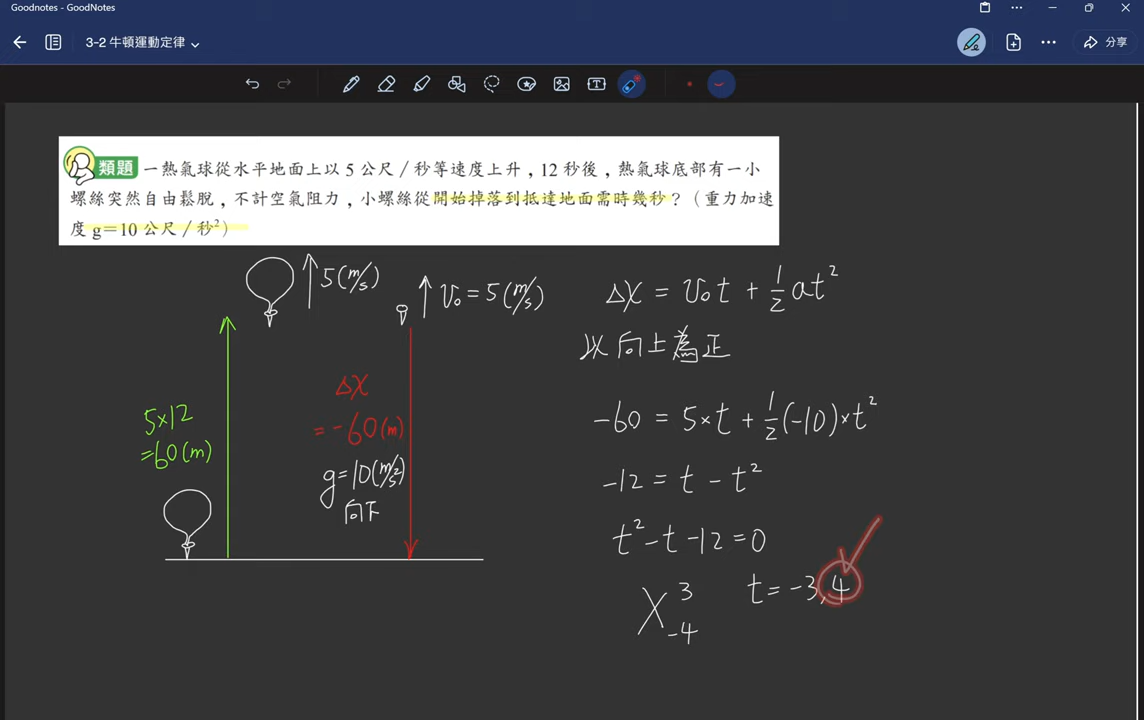 Goodnotes - GoodNotes
3-2 牛頓運動定律
分享
類題 一熱氣球從水平地面上以 5 公尺／秒等速度上升，12 秒後，熱氣球底部有一小
螺絲突然自由鬆脫，不計空氣阻力，小螺絲從開始掉落到抵達地面需時幾秒？（重力加速
度 g＝10 公尺／秒²）
5(m/s)
V₀ = 5(m/s)
5×12
=60(m)
ΔX
= -60(m)
g=10(m/s²)
向下
ΔX = V₀t + 1/2 at²
以向上為正
-60 = 5×t + 1/2 (-10)×t²
-12 = t - t²
t² - t - 12 = 0
3
-4
t = -3, 4